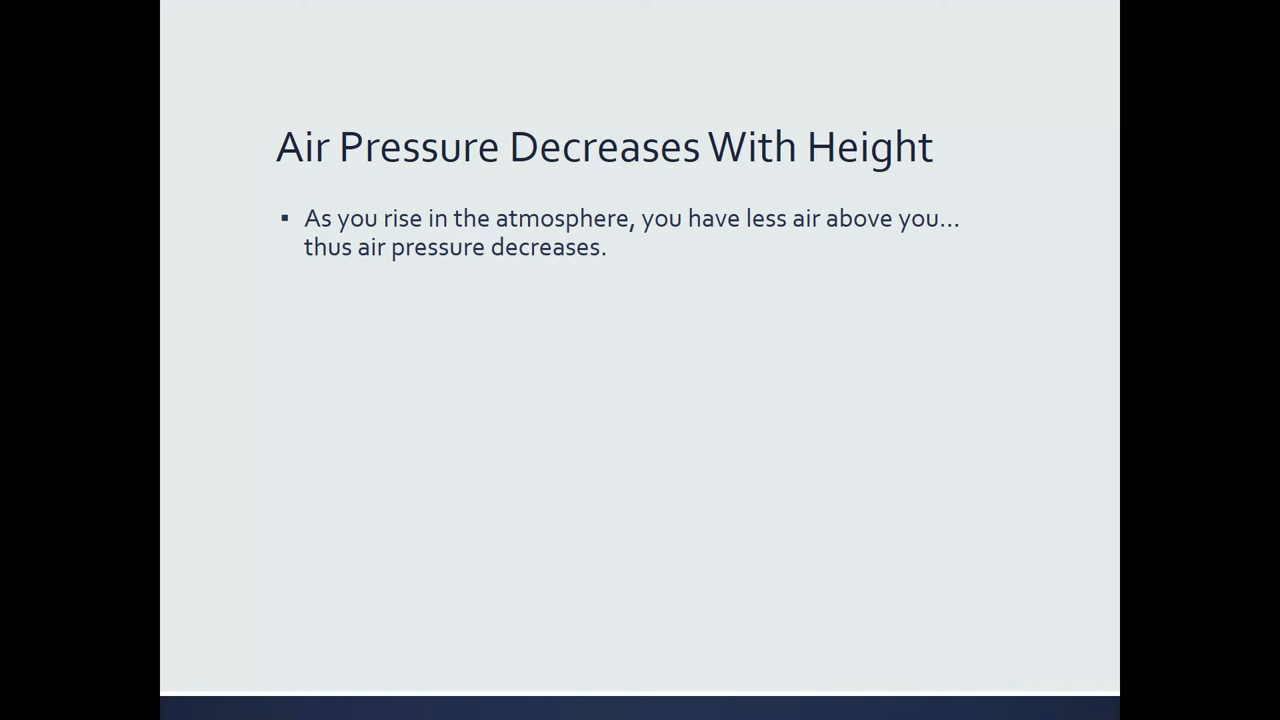 Air Pressure Decreases With Height
▪ As you rise in the atmosphere, you have less air above you…
thus air pressure decreases.